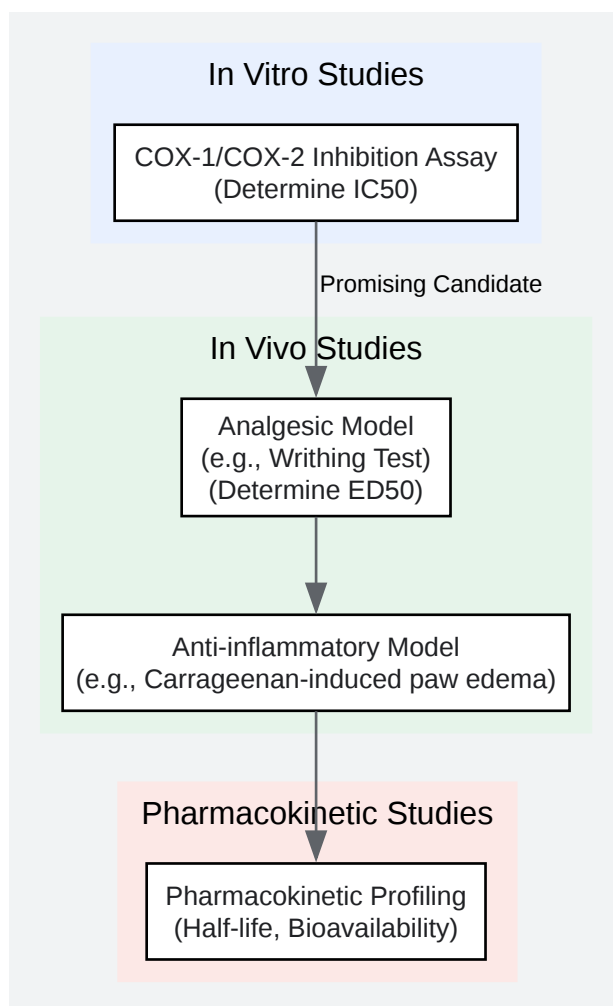 In Vitro Studies
COX-1/COX-2 Inhibition Assay
(Determine IC50)
Promising Candidate
In Vivo Studies
Analgesic Model
(e.g., Writhing Test)
(Determine ED50)
Anti-inflammatory Model
(e.g., Carrageenan-induced paw edema)
Pharmacokinetic Studies
Pharmacokinetic Profiling
(Half-life, Bioavailability)